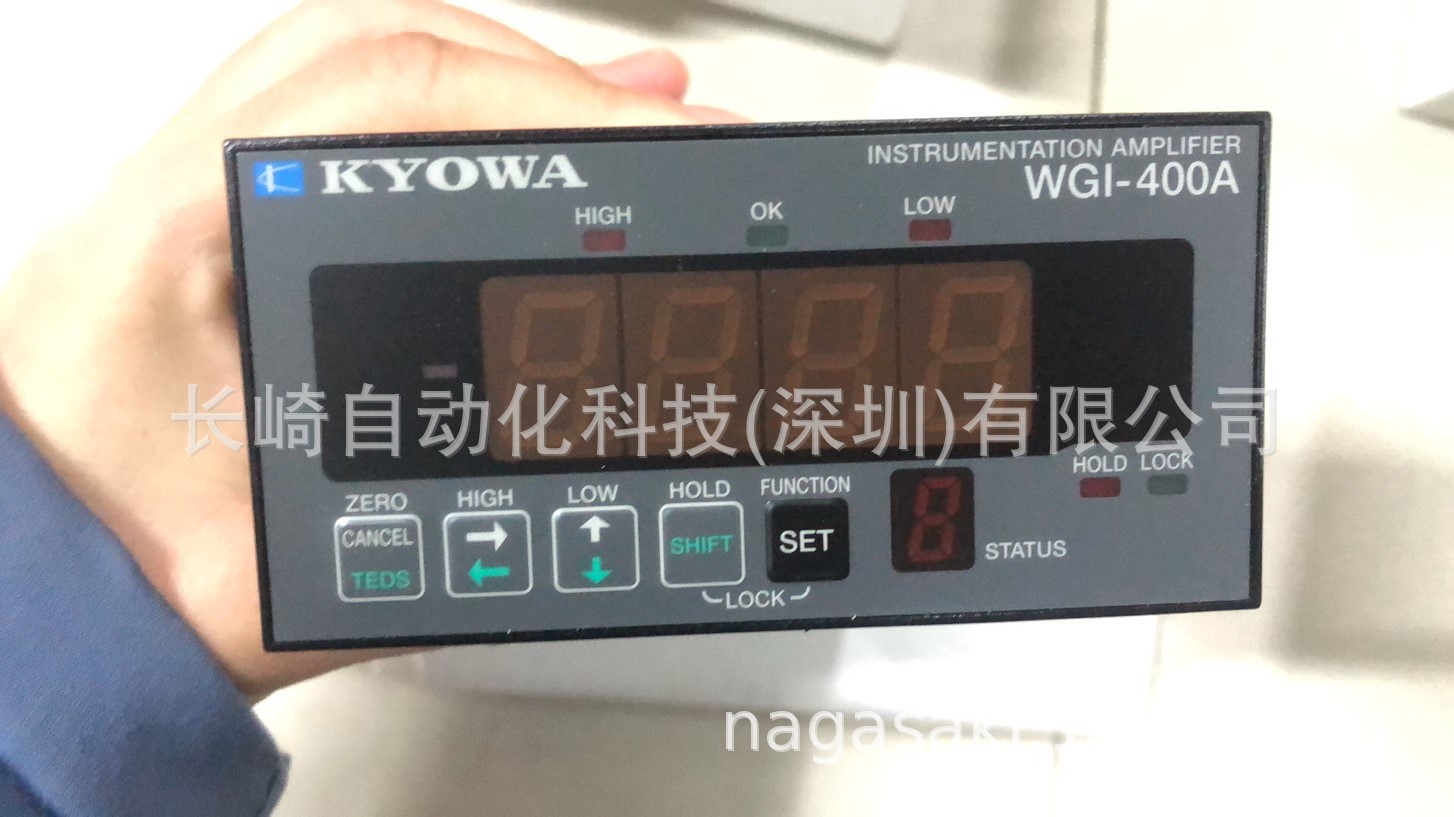 KYOWA
INSTRUMENTATION AMPLIFIER
WGI-400A
HIGH OK LOW
长崎自动化科技(深圳)有限公司
HOLD LOCK
ZERO HIGH LOW HOLD FUNCTION
CANCEL
TEDS
SHIFT
SET
STATUS
LOCK
nagasaki